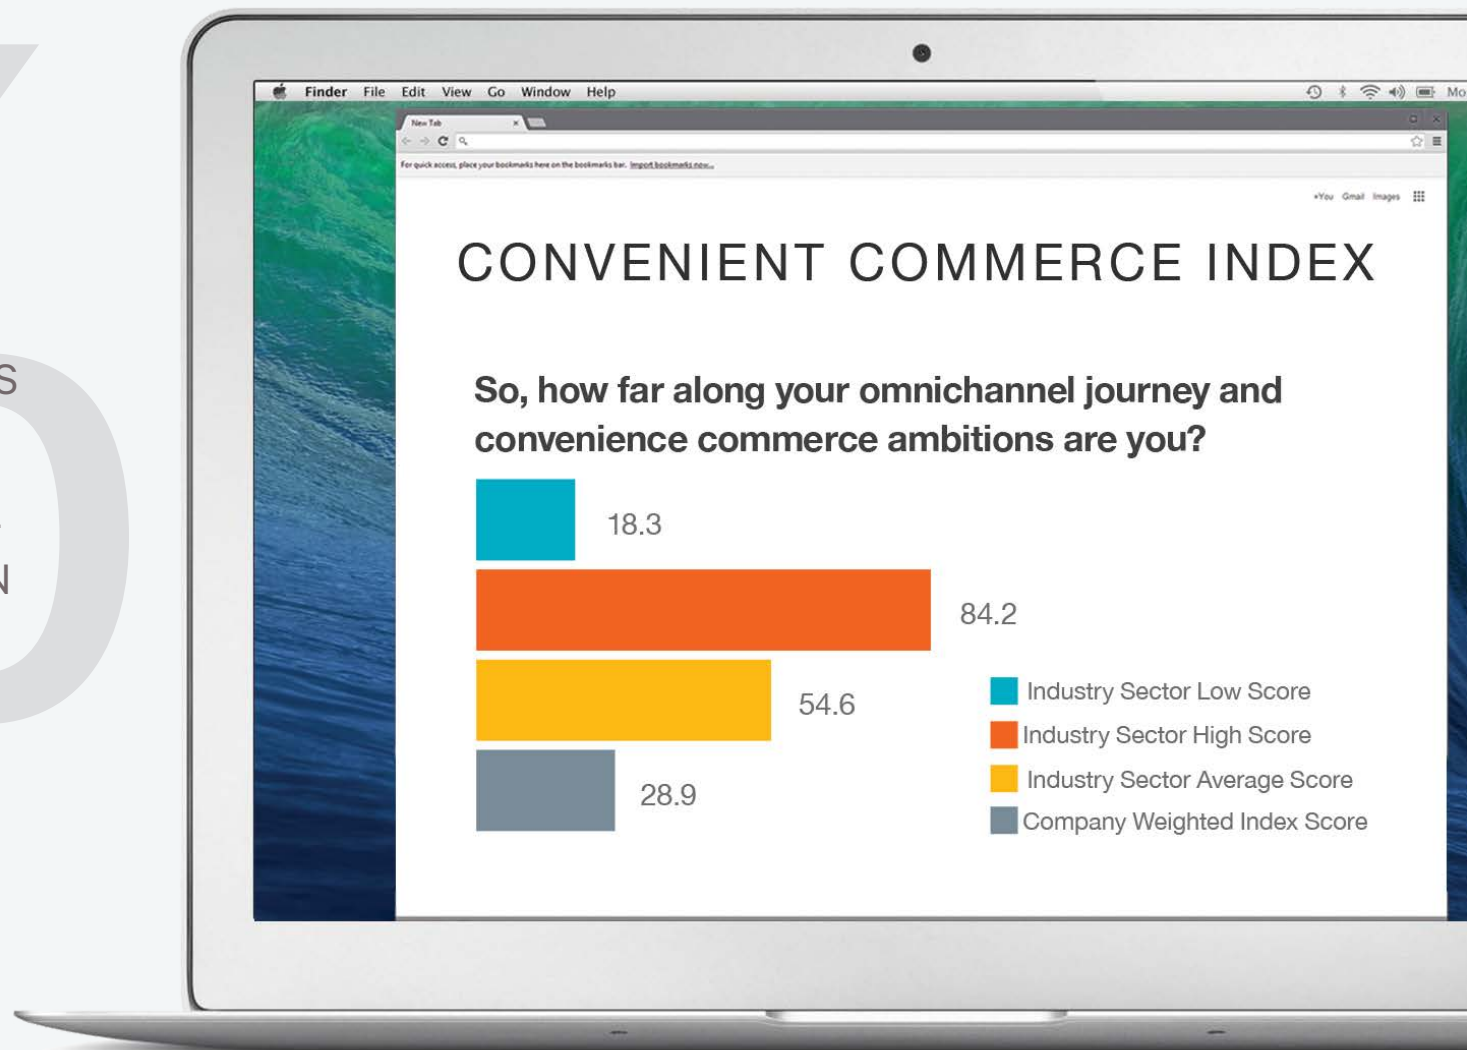 Finder File Edit View Go Window Help
Mo
New Tab
For quick access, place your bookmarks here on the bookmarks bar. Import bookmarks now...
+You Gmail Images
CONVENIENT COMMERCE INDEX
So, how far along your omnichannel journey and
convenience commerce ambitions are you?
18.3
84.2
54.6
28.9
Industry Sector Low Score
Industry Sector High Score
Industry Sector Average Score
Company Weighted Index Score
S
N